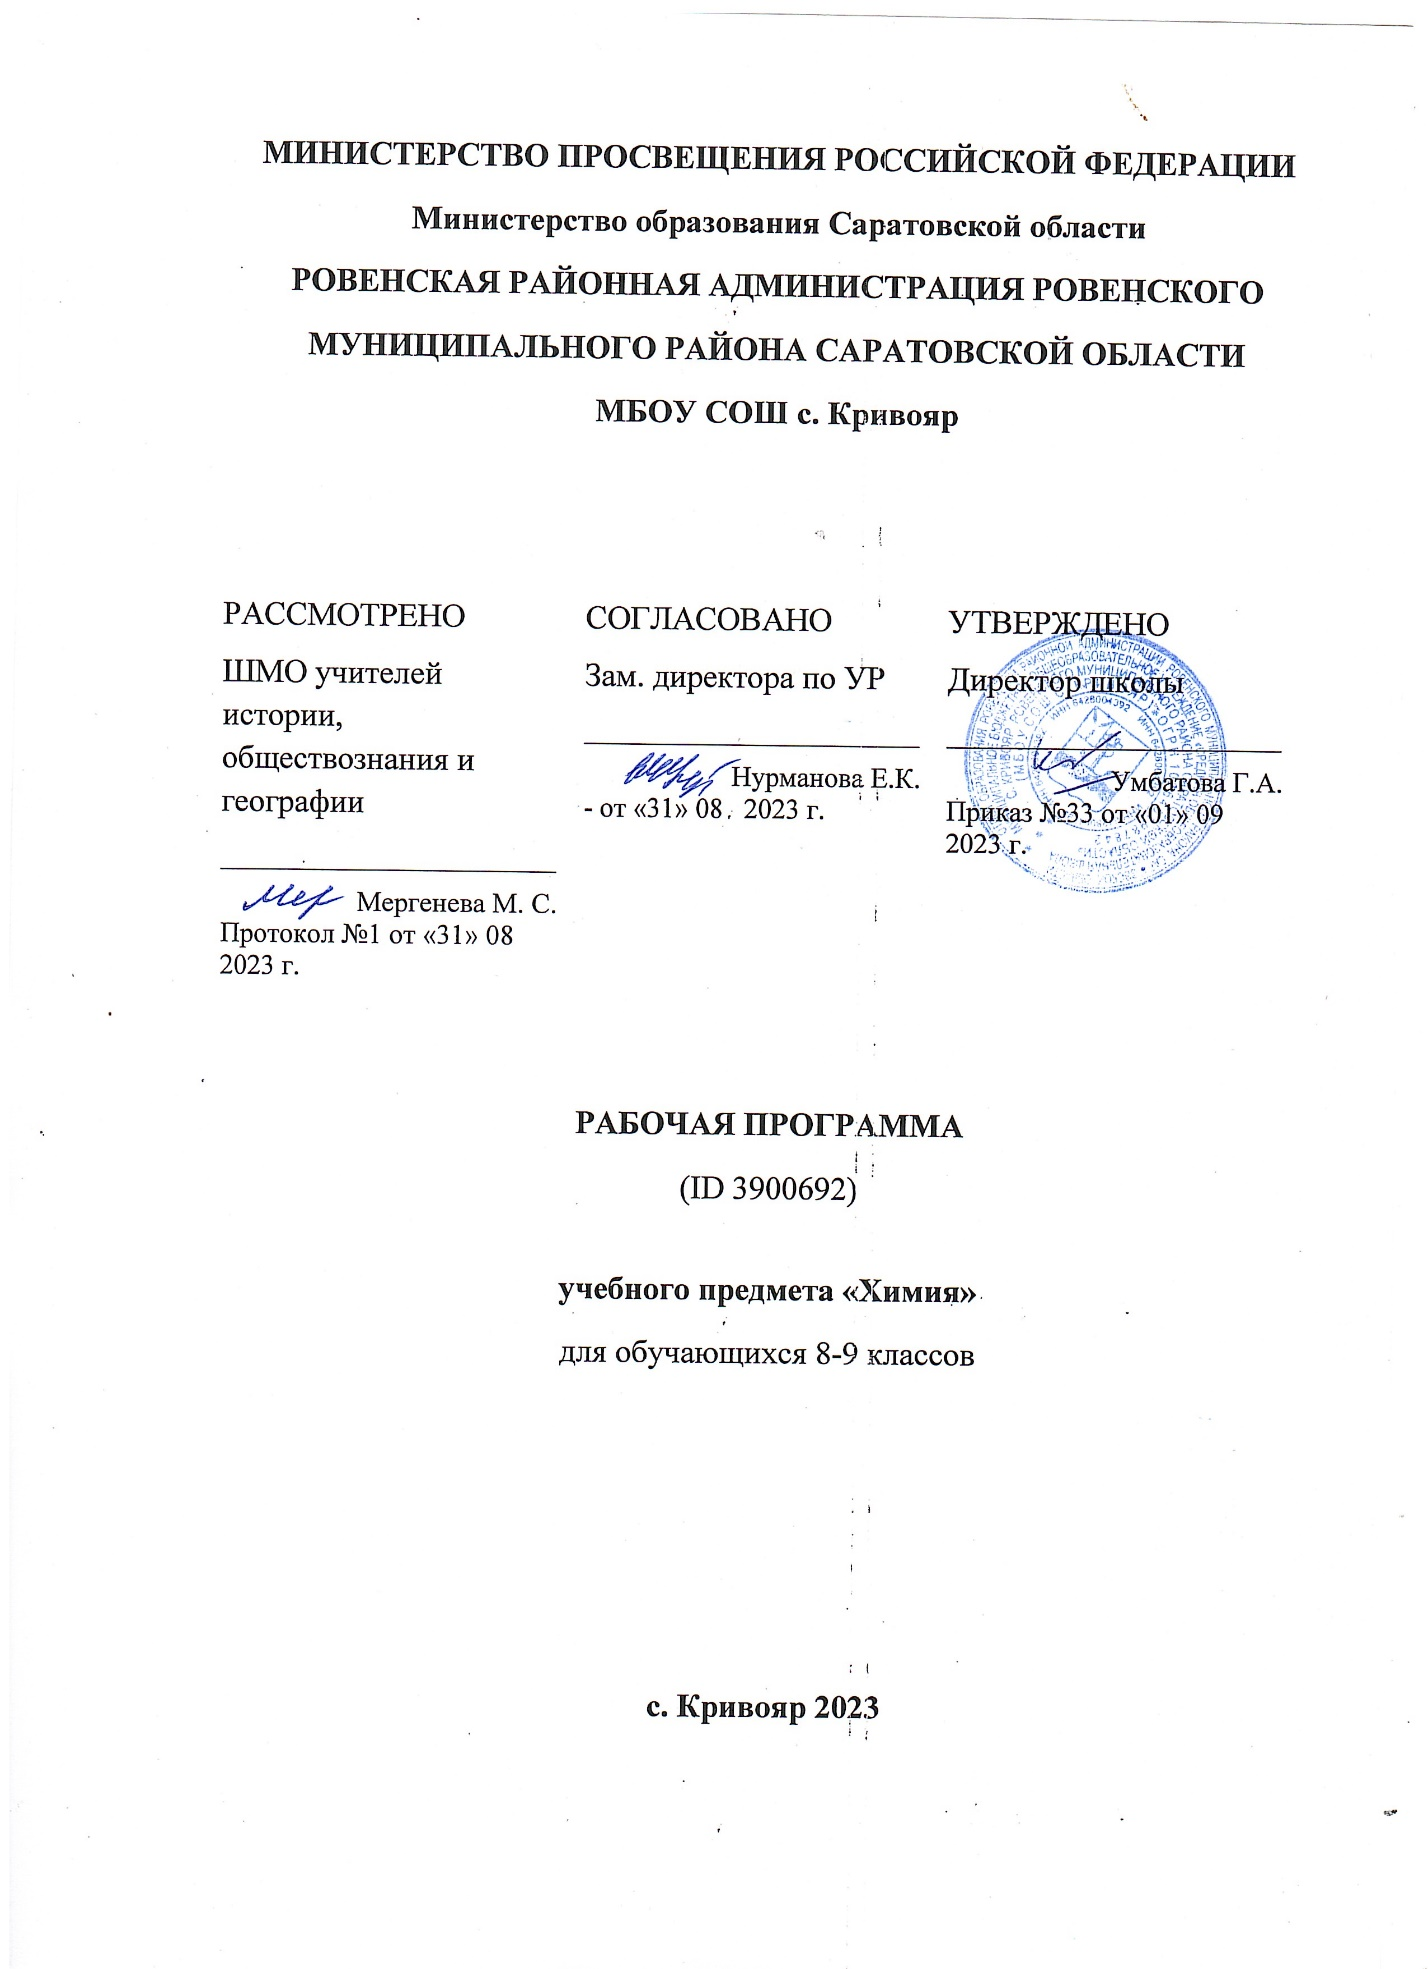 МИНИСТЕРСТВО ПРОСВЕЩЕНИЯ РОССИЙСКОЙ ФЕДЕРАЦИИ
Министерство образования Саратовской области
РОВЕНСКАЯ РАЙОННАЯ АДМИНИСТРАЦИЯ РОВЕНСКОГО
МУНИЦИПАЛЬНОГО РАЙОНА САРАТОВСКОЙ ОБЛАСТИ
МБОУ СОШ с. Кривояр
РАССМОТРЕНО
ШМО учителей
истории,
обществознания и
географии
Мер Мергенева М. С.
Протокол №1 от «31» 08
2023 г.
СОГЛАСОВАНО
Зам. директора по УР
Нурманова Е.К.
- от «31» 08. 2023 г.
УТВЕРЖДЕНО
Директор школы
Умбатова Г.А.
Приказ №33 от «01» 09
2023 г.
РАБОЧАЯ ПРОГРАММА
(ID 3900692)
учебного предмета «Химия»
для обучающихся 8-9 классов
с. Кривояр 2023